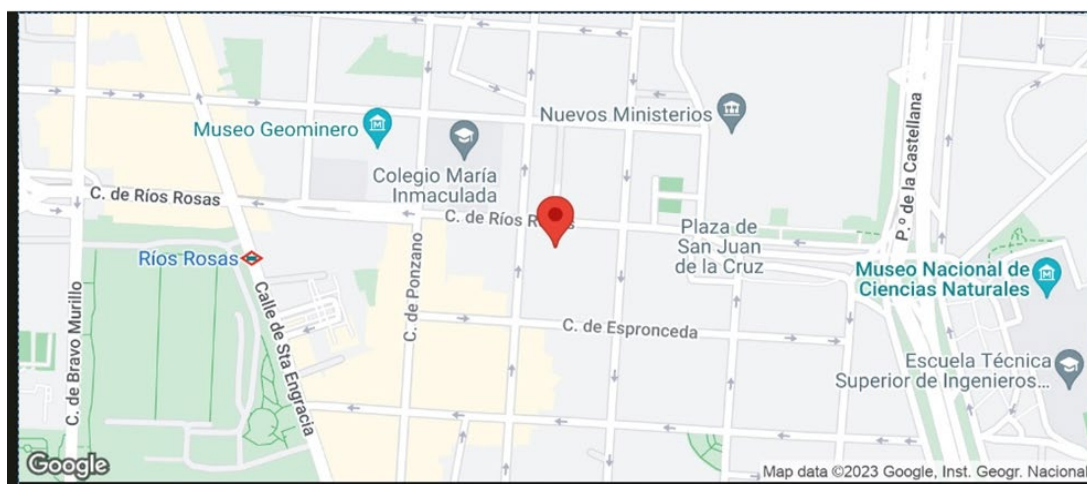 Nuevos Ministerios
Museo Geominero
Colegio María
Inmaculada
C. de Ríos Rosas
C. de Ríos
Plaza de
San Juan
de la Cruz
P.º de la Castellana
Ríos Rosas
Museo Nacional de
Ciencias Naturales
C. de Bravo Murillo
Calle de Sta Engracia
C. de Ponzano
C. de Espronceda
Escuela Técnica
Superior de Ingenieros...
Google
Map data ©2023 Google, Inst. Geogr. Nacional